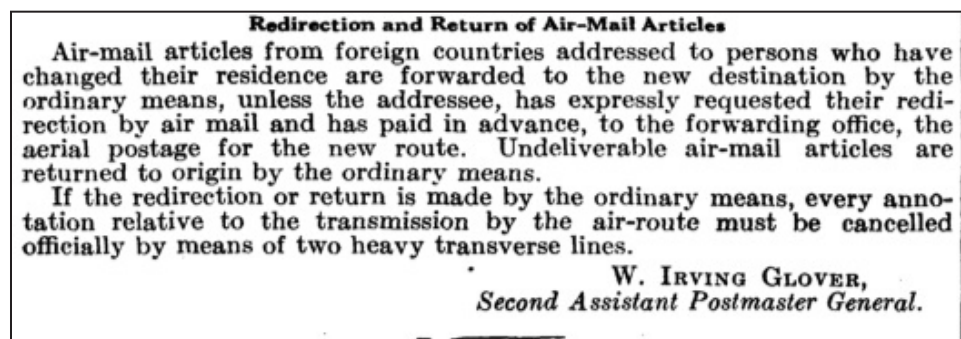 Redirection and Return of Air-Mail Articles
Air-mail articles from foreign countries addressed to persons who have
changed their residence are forwarded to the new destination by the
ordinary means, unless the addressee, has expressly requested their redi-
rection by air mail and has paid in advance, to the forwarding office, the
aerial postage for the new route. Undeliverable air-mail articles are
returned to origin by the ordinary means.
If the redirection or return is made by the ordinary means, every anno-
tation relative to the transmission by the air-route must be cancelled
officially by means of two heavy transverse lines.
W. Irving Glover,
Second Assistant Postmaster General.